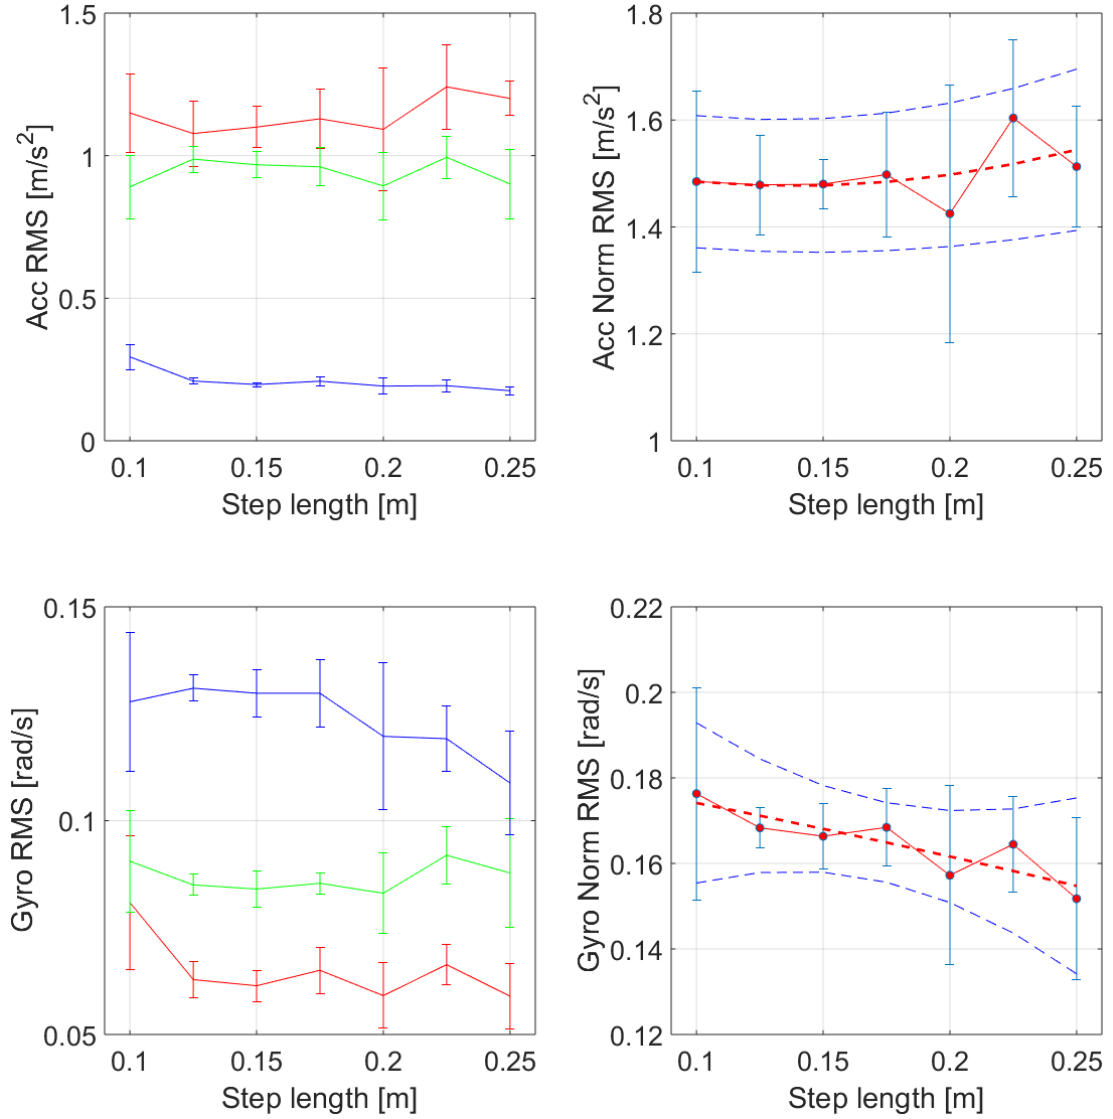 1.5
1
0.5
0
Acc RMS [m/s²]
0.1 0.15 0.2 0.25
Step length [m]
1.8
1.6
1.4
1.2
1
Acc Norm RMS [m/s²]
0.1 0.15 0.2 0.25
Step length [m]
0.15
0.1
0.05
Gyro RMS [rad/s]
0.1 0.15 0.2 0.25
Step length [m]
0.22
0.2
0.18
0.16
0.14
0.12
Gyro Norm RMS [rad/s]
0.1 0.15 0.2 0.25
Step length [m]